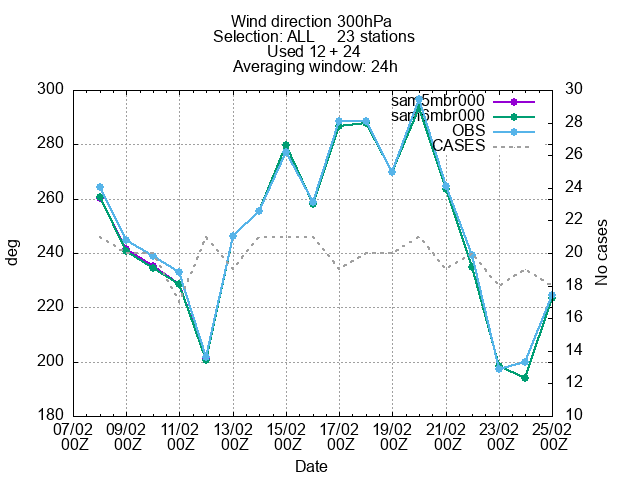 Wind direction 300hPa
Selection: ALL 23 stations
Used 12 + 24
Averaging window: 24h
300 30
sam5mbr000
sam6mbr000
OBS
CASES
280 28
26
260 24
22
240 20
18
220 16
14
200 12
180 10
deg
No cases
07/02 09/02 11/02 13/02 15/02 17/02 19/02 21/02 23/02 25/02
00Z 00Z 00Z 00Z 00Z 00Z 00Z 00Z 00Z 00Z
Date